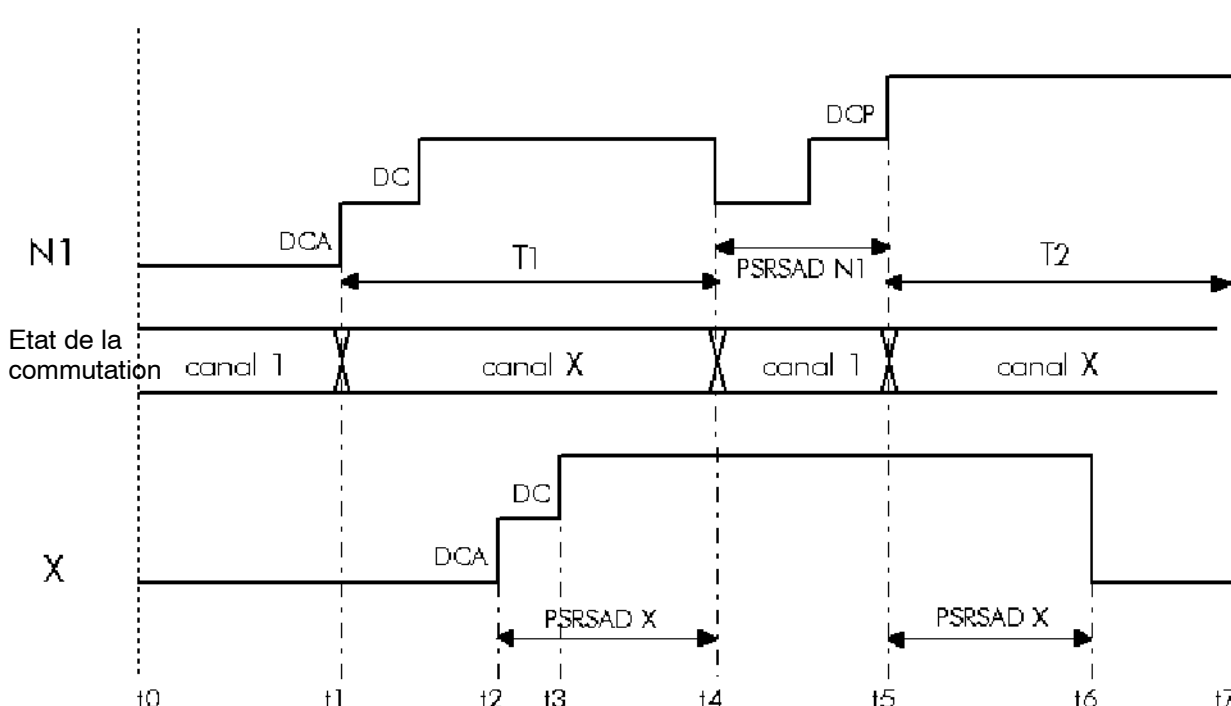 DCP
DC
DCA
N1
T1
PSRSAD N1
T2
Etat de la
commutation
canal 1
canal X
canal 1
canal X
DC
DCA
X
PSRSAD X
PSRSAD X
t0
t1
t2
t3
t4
t5
t6
t7